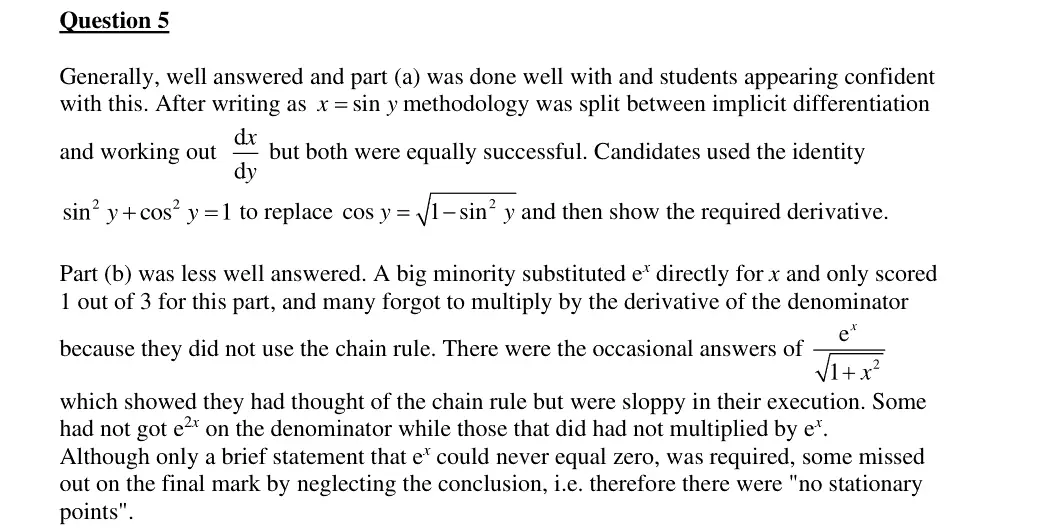 Question 5
Generally, well answered and part (a) was done well with and students appearing confident
with this. After writing as x = sin y methodology was split between implicit differentiation
and working out dx/dy but both were equally successful. Candidates used the identity
sin² y + cos² y = 1 to replace cos y = √(1 − sin² y) and then show the required derivative.
Part (b) was less well answered. A big minority substituted eˣ directly for x and only scored
1 out of 3 for this part, and many forgot to multiply by the derivative of the denominator
because they did not use the chain rule. There were the occasional answers of eˣ/√(1 + x²)
which showed they had thought of the chain rule but were sloppy in their execution. Some
had not got e²ˣ on the denominator while those that did had not multiplied by eˣ.
Although only a brief statement that eˣ could never equal zero, was required, some missed
out on the final mark by neglecting the conclusion, i.e. therefore there were "no stationary
points".